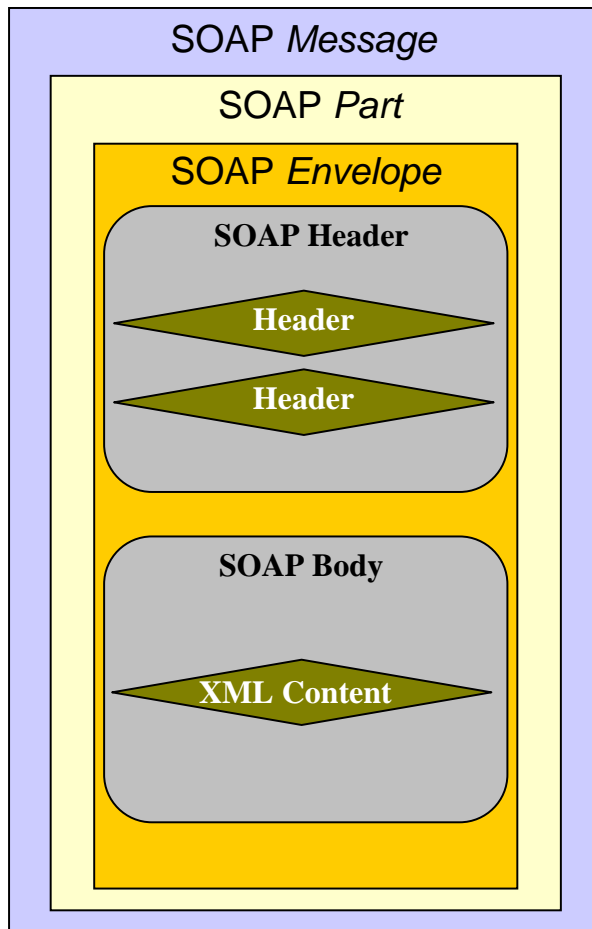 SOAP Message
SOAP Part
SOAP Envelope
SOAP Header
Header
Header
SOAP Body
XML Content